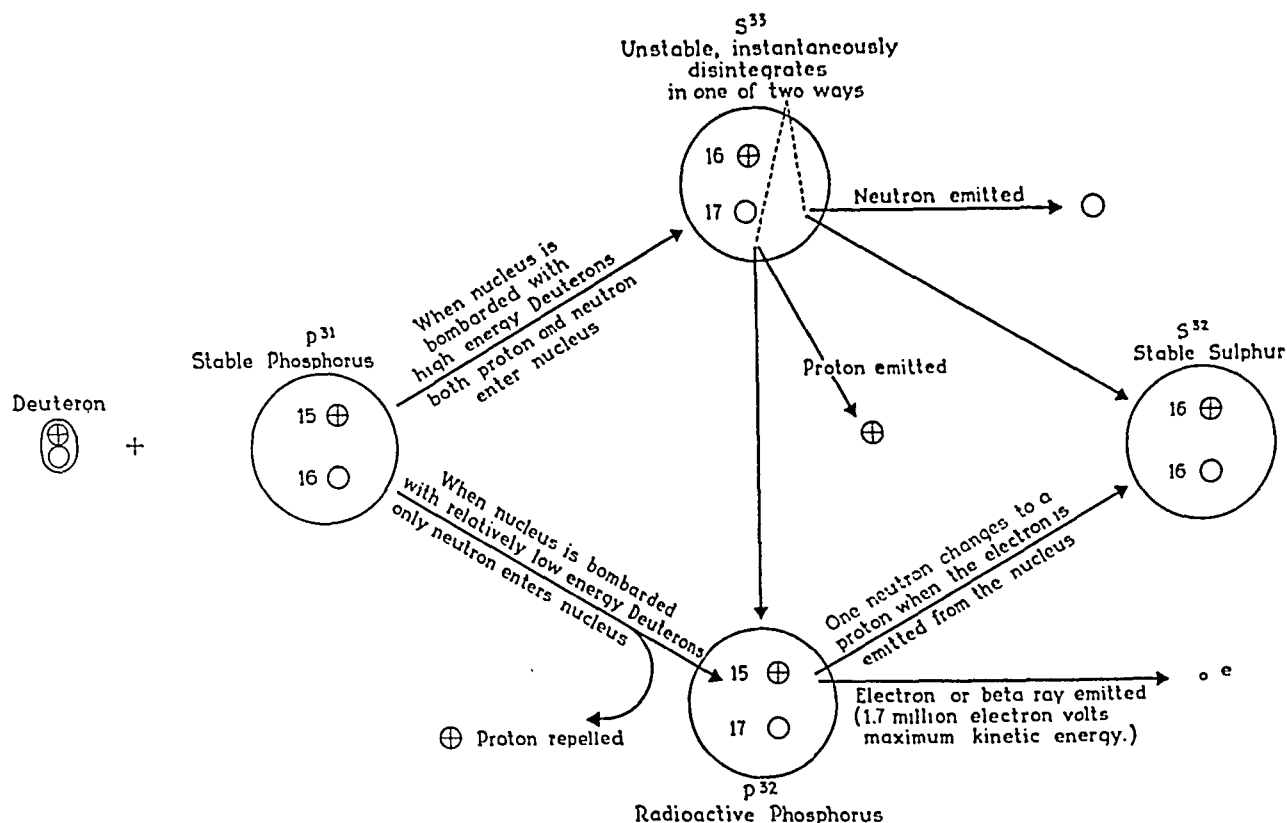 S³³
Unstable, instantaneously
disintegrates
in one of two ways
16 ⊕
17 ○
Neutron emitted
When nucleus is
bombarded with
high energy Deuterons
both proton and neutron
enter nucleus
P³¹
Stable Phosphorus
15 ⊕
16 ○
Deuteron
+
Proton emitted
S³²
Stable Sulphur
16 ⊕
16 ○
When nucleus is bombarded
with relatively low energy Deuterons
only neutron enters nucleus
⊕ Proton repelled
One neutron changes to a
proton when the electron is
emitted from the nucleus
15 ⊕
17 ○
e
Electron or beta ray emitted
(1.7 million electron volts
maximum kinetic energy.)
P³²
Radioactive Phosphorus